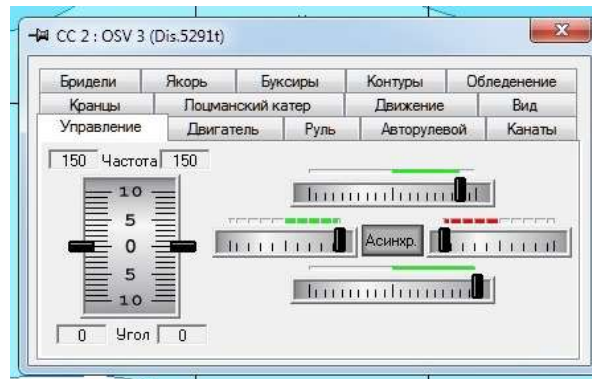 CC 2 : OSV 3 (Dis.5291t)
Бридели Якорь Буксиры Контуры Обледенение
Кранцы Лоцманский катер Движение Вид
Управление Двигатель Руль Авторулевой Канаты
150 Частота 150
10
5
0
Асинхр.
5
10
0 Угол 0